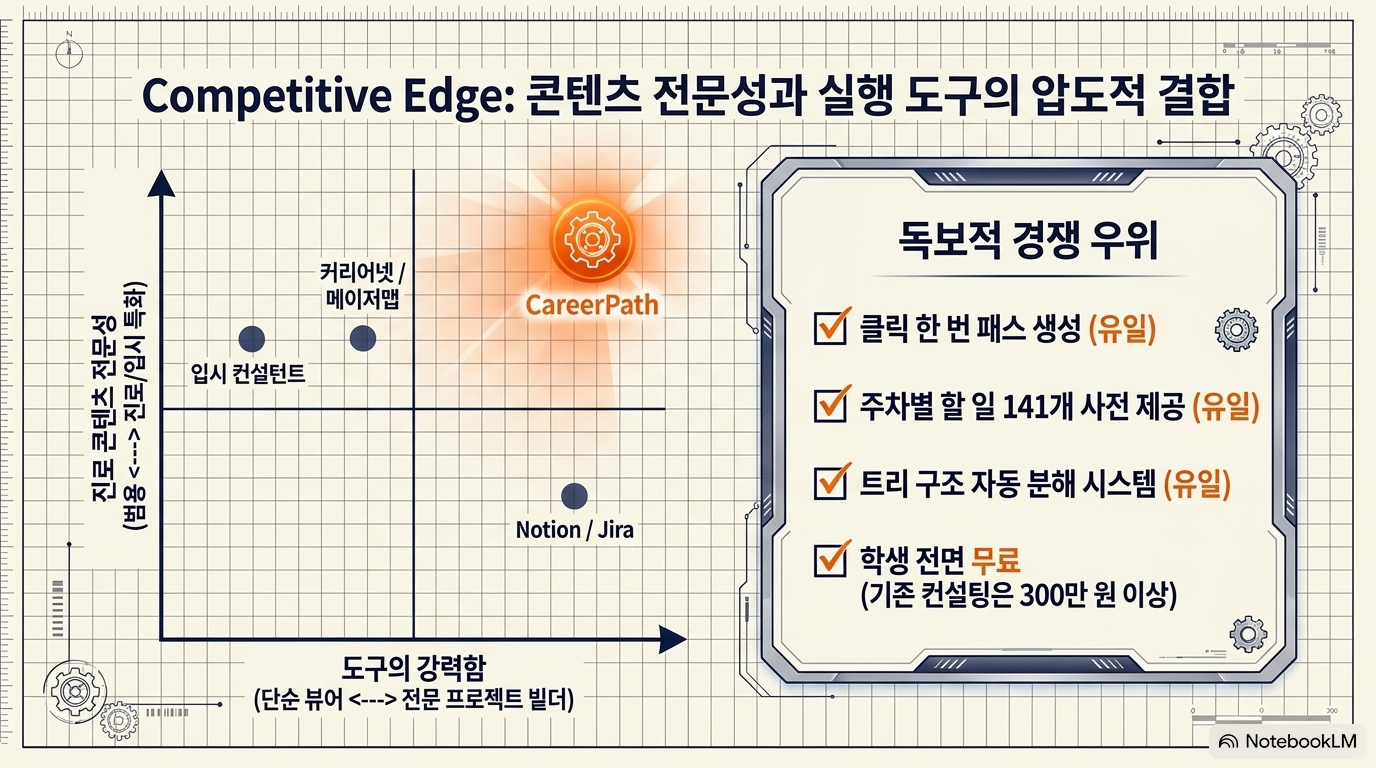 N
Competitive Edge: 콘텐츠 전문성과 실행 도구의 압도적 결합
진로 콘텐츠 전문성
(범용 <---> 진로/입시 특화)
커리어넷 /
메이저맵
입시 컨설턴트
CareerPath
Notion / Jira
도구의 강력함
(단순 뷰어 <---> 전문 프로젝트 빌더)
독보적 경쟁 우위
클릭 한 번 패스 생성 (유일)
주차별 할 일 141개 사전 제공 (유일)
트리 구조 자동 분해 시스템 (유일)
학생 전면 무료
(기존 컨설팅은 300만 원 이상)
NotebookLM